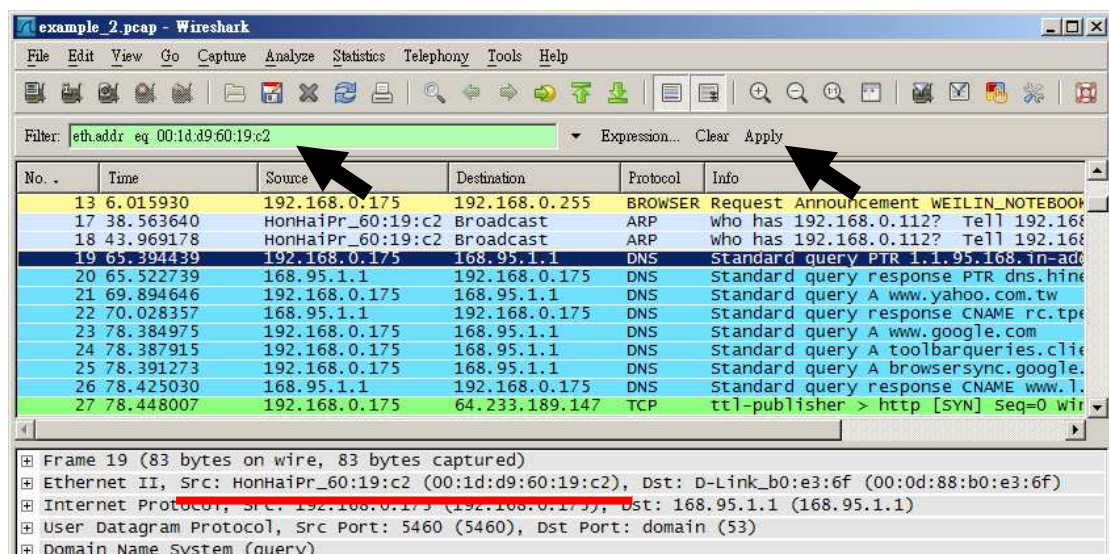 example_2.pcap - Wireshark
File Edit View Go Capture Analyze Statistics Telephony Tools Help
Filter: eth.addr eq 00:1d:d9:60:19:c2 Expression... Clear Apply
No. . Time Source Destination Protocol Info
13 6.015930 192.168.0.175 192.168.0.255 BROWSER Request Announcement WEILIN_NOTEBOOK
17 38.563640 HonHaiPr_60:19:c2 Broadcast ARP who has 192.168.0.112? Tell 192.168
18 43.969178 HonHaiPr_60:19:c2 Broadcast ARP who has 192.168.0.112? Tell 192.168
19 65.394439 192.168.0.175 168.95.1.1 DNS Standard query PTR 1.1.95.168.in-add
20 65.522739 168.95.1.1 192.168.0.175 DNS Standard query response PTR dns.hine
21 69.894646 192.168.0.175 168.95.1.1 DNS Standard query A www.yahoo.com.tw
22 70.028357 168.95.1.1 192.168.0.175 DNS Standard query response CNAME rc.tpe
23 78.384975 192.168.0.175 168.95.1.1 DNS Standard query A www.google.com
24 78.387915 192.168.0.175 168.95.1.1 DNS Standard query A toolbarqueries.clie
25 78.391273 192.168.0.175 168.95.1.1 DNS Standard query A browsersync.google.
26 78.425030 168.95.1.1 192.168.0.175 DNS Standard query response CNAME www.l.
27 78.448007 192.168.0.175 64.233.189.147 TCP ttl-publisher > http [SYN] Seq=0 Win
Frame 19 (83 bytes on wire, 83 bytes captured)
Ethernet II, Src: HonHaiPr_60:19:c2 (00:1d:d9:60:19:c2), Dst: D-Link_b0:e3:6f (00:0d:88:b0:e3:6f)
Internet Protocol, Src: 192.168.0.175 (192.168.0.175), Dst: 168.95.1.1 (168.95.1.1)
User Datagram Protocol, Src Port: 5460 (5460), Dst Port: domain (53)
Domain Name System (query)